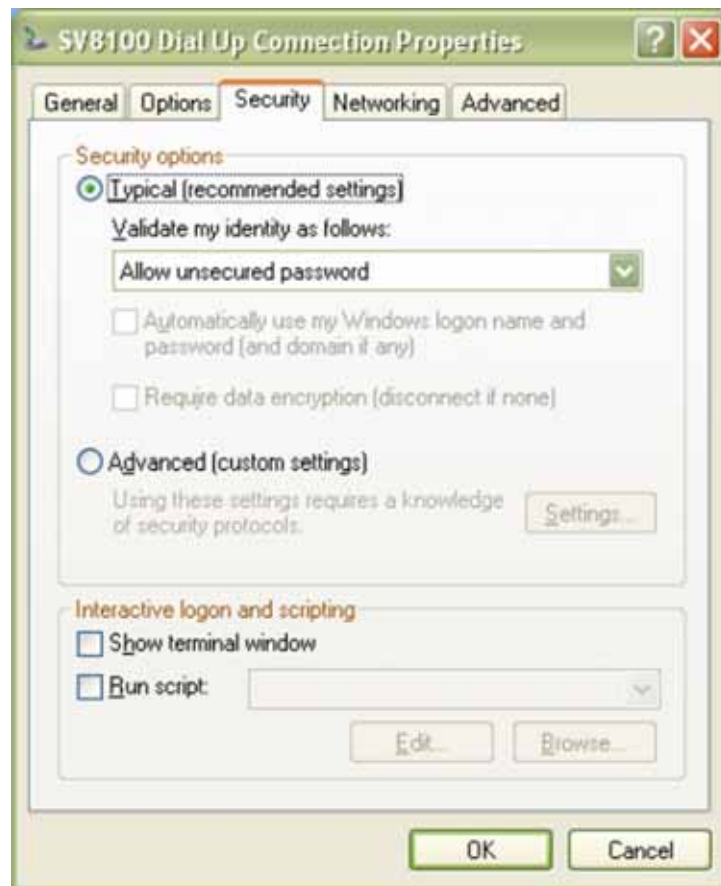 SV8100 Dial Up Connection Properties
General Options Security Networking Advanced
Security options
Typical (recommended settings)
Validate my identity as follows:
Allow unsecured password
Automatically use my Windows logon name and
password (and domain if any)
Require data encryption (disconnect if none)
Advanced (custom settings)
Using these settings requires a knowledge
of security protocols.
Settings...
Interactive logon and scripting
Show terminal window
Run script:
Edit... Browse...
OK Cancel